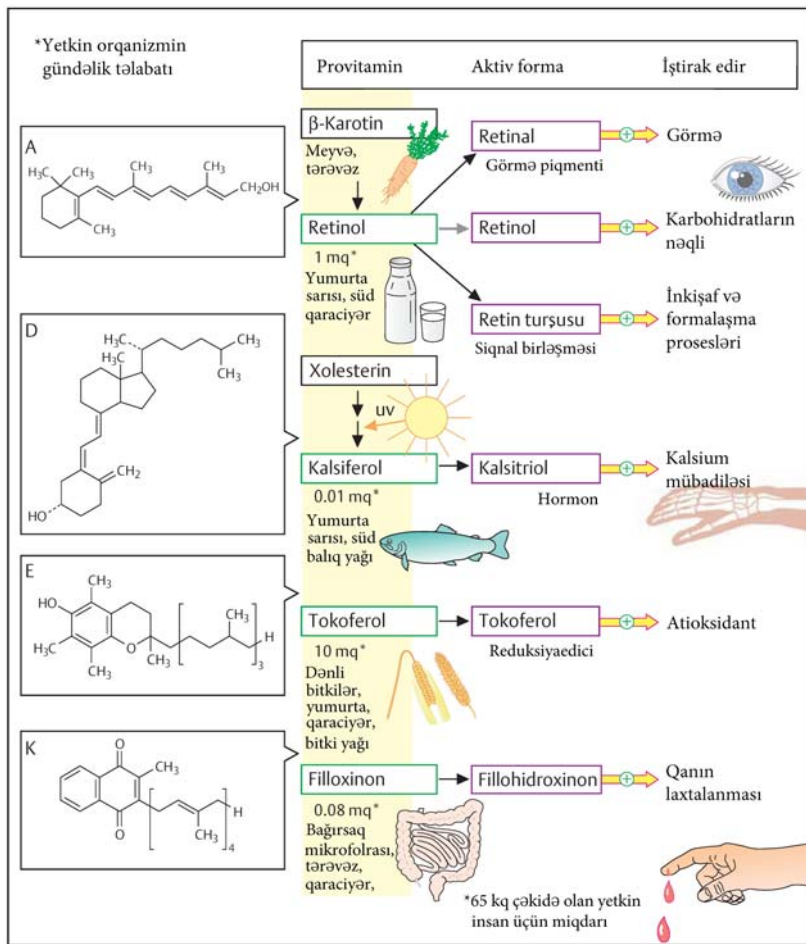 *Yetkin orqanizmin
gündəlik təlabatı
Provitamin
Aktiv forma
İştirak edir
A
H₃C
CH₃
CH₃
CH₃
CH₂OH
CH₃
β-Karotin
Meyvə,
tərəvəz
Retinal
Görmə piqmenti
+
Görmə
Retinol
Retinol
+
Karbohidratların
nəqli
1 mq*
Yumurta
sarısı, süd
qaraciyər
Retin turşusu
Siqnal birləşməsi
+
İnkişaf və
formalaşma
prosesləri
D
H₃C
H₃C
CH₃
CH₃
CH₂
HO
Xolesterin
uv
Kalsiferol
Kalsitriol
Hormon
+
Kalsium
mübadiləsi
0.01 mq*
Yumurta
sarısı, süd
balıq yağı
E
CH₃
HO
H₃C
CH₃
O
CH₃
CH₃
H
3
Tokoferol
Tokoferol
Reduksiyaedici
+
Atioksidant
10 mq*
Dənli
bitkilər,
yumurta,
qaraciyər,
bitki yağı
K
O
CH₃
O
CH₃
H
4
Filloxinon
Fillohidroxinon
+
Qanın
laxtalanması
0.08 mq*
Bağırsaq
mikrofolrası,
tərəvəz,
qaraciyər,
*65 kq çəkidə olan yetkin
insan üçün miqdarı